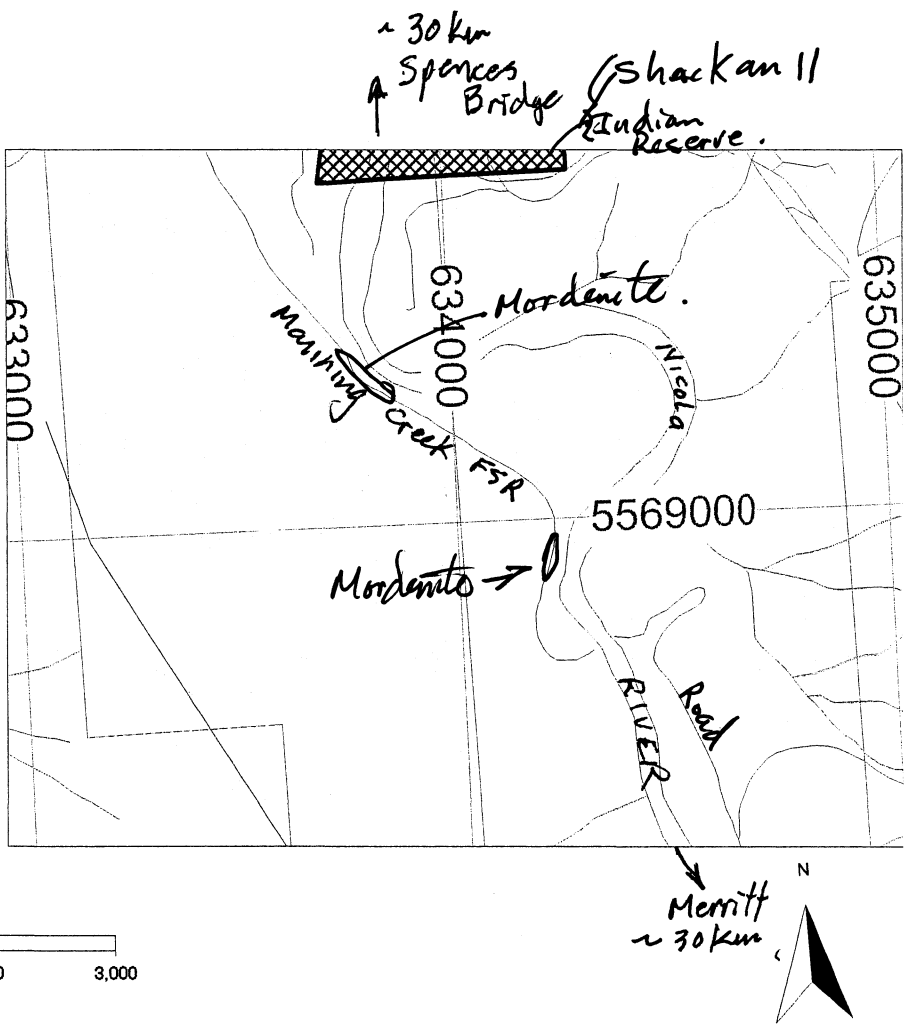 ~ 30 km
Spences
Bridge
Shackan 11
Indian
Reserve.
633000
634000
635000
Mordenite.
Manning
Creek FSR
Nicola
5569000
Mordenite
RIVER
Road
Merritt
~ 30 km
N
0
3,000